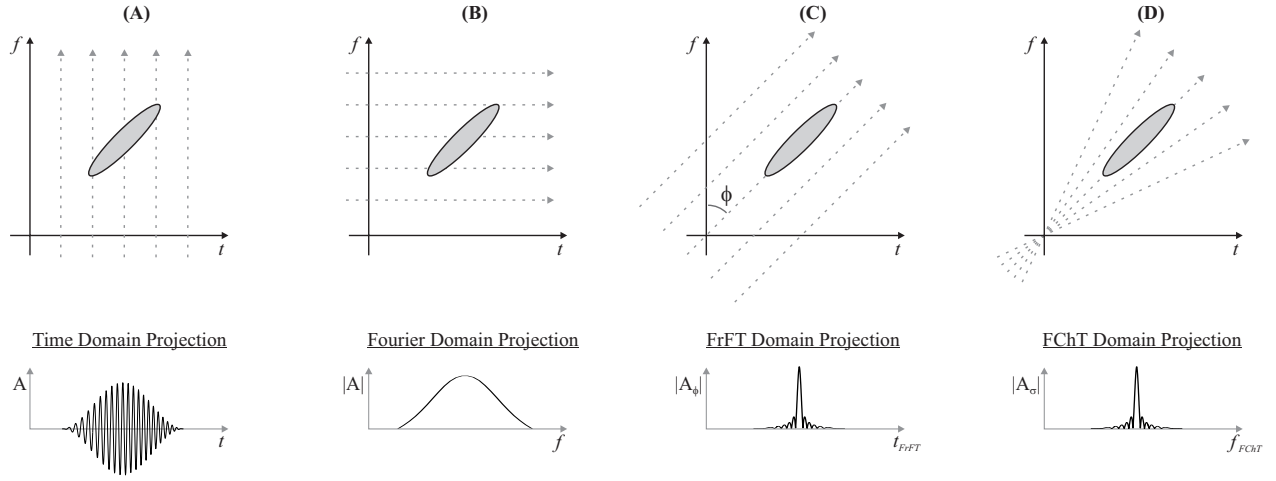 (A)
(B)
(C)
(D)
f
t
f
t
f
ϕ
t
f
t
Time Domain Projection
Fourier Domain Projection
FrFT Domain Projection
FChT Domain Projection
A
t
|A|
f
|Aϕ|
tFrFT
|Aσ|
fFChT